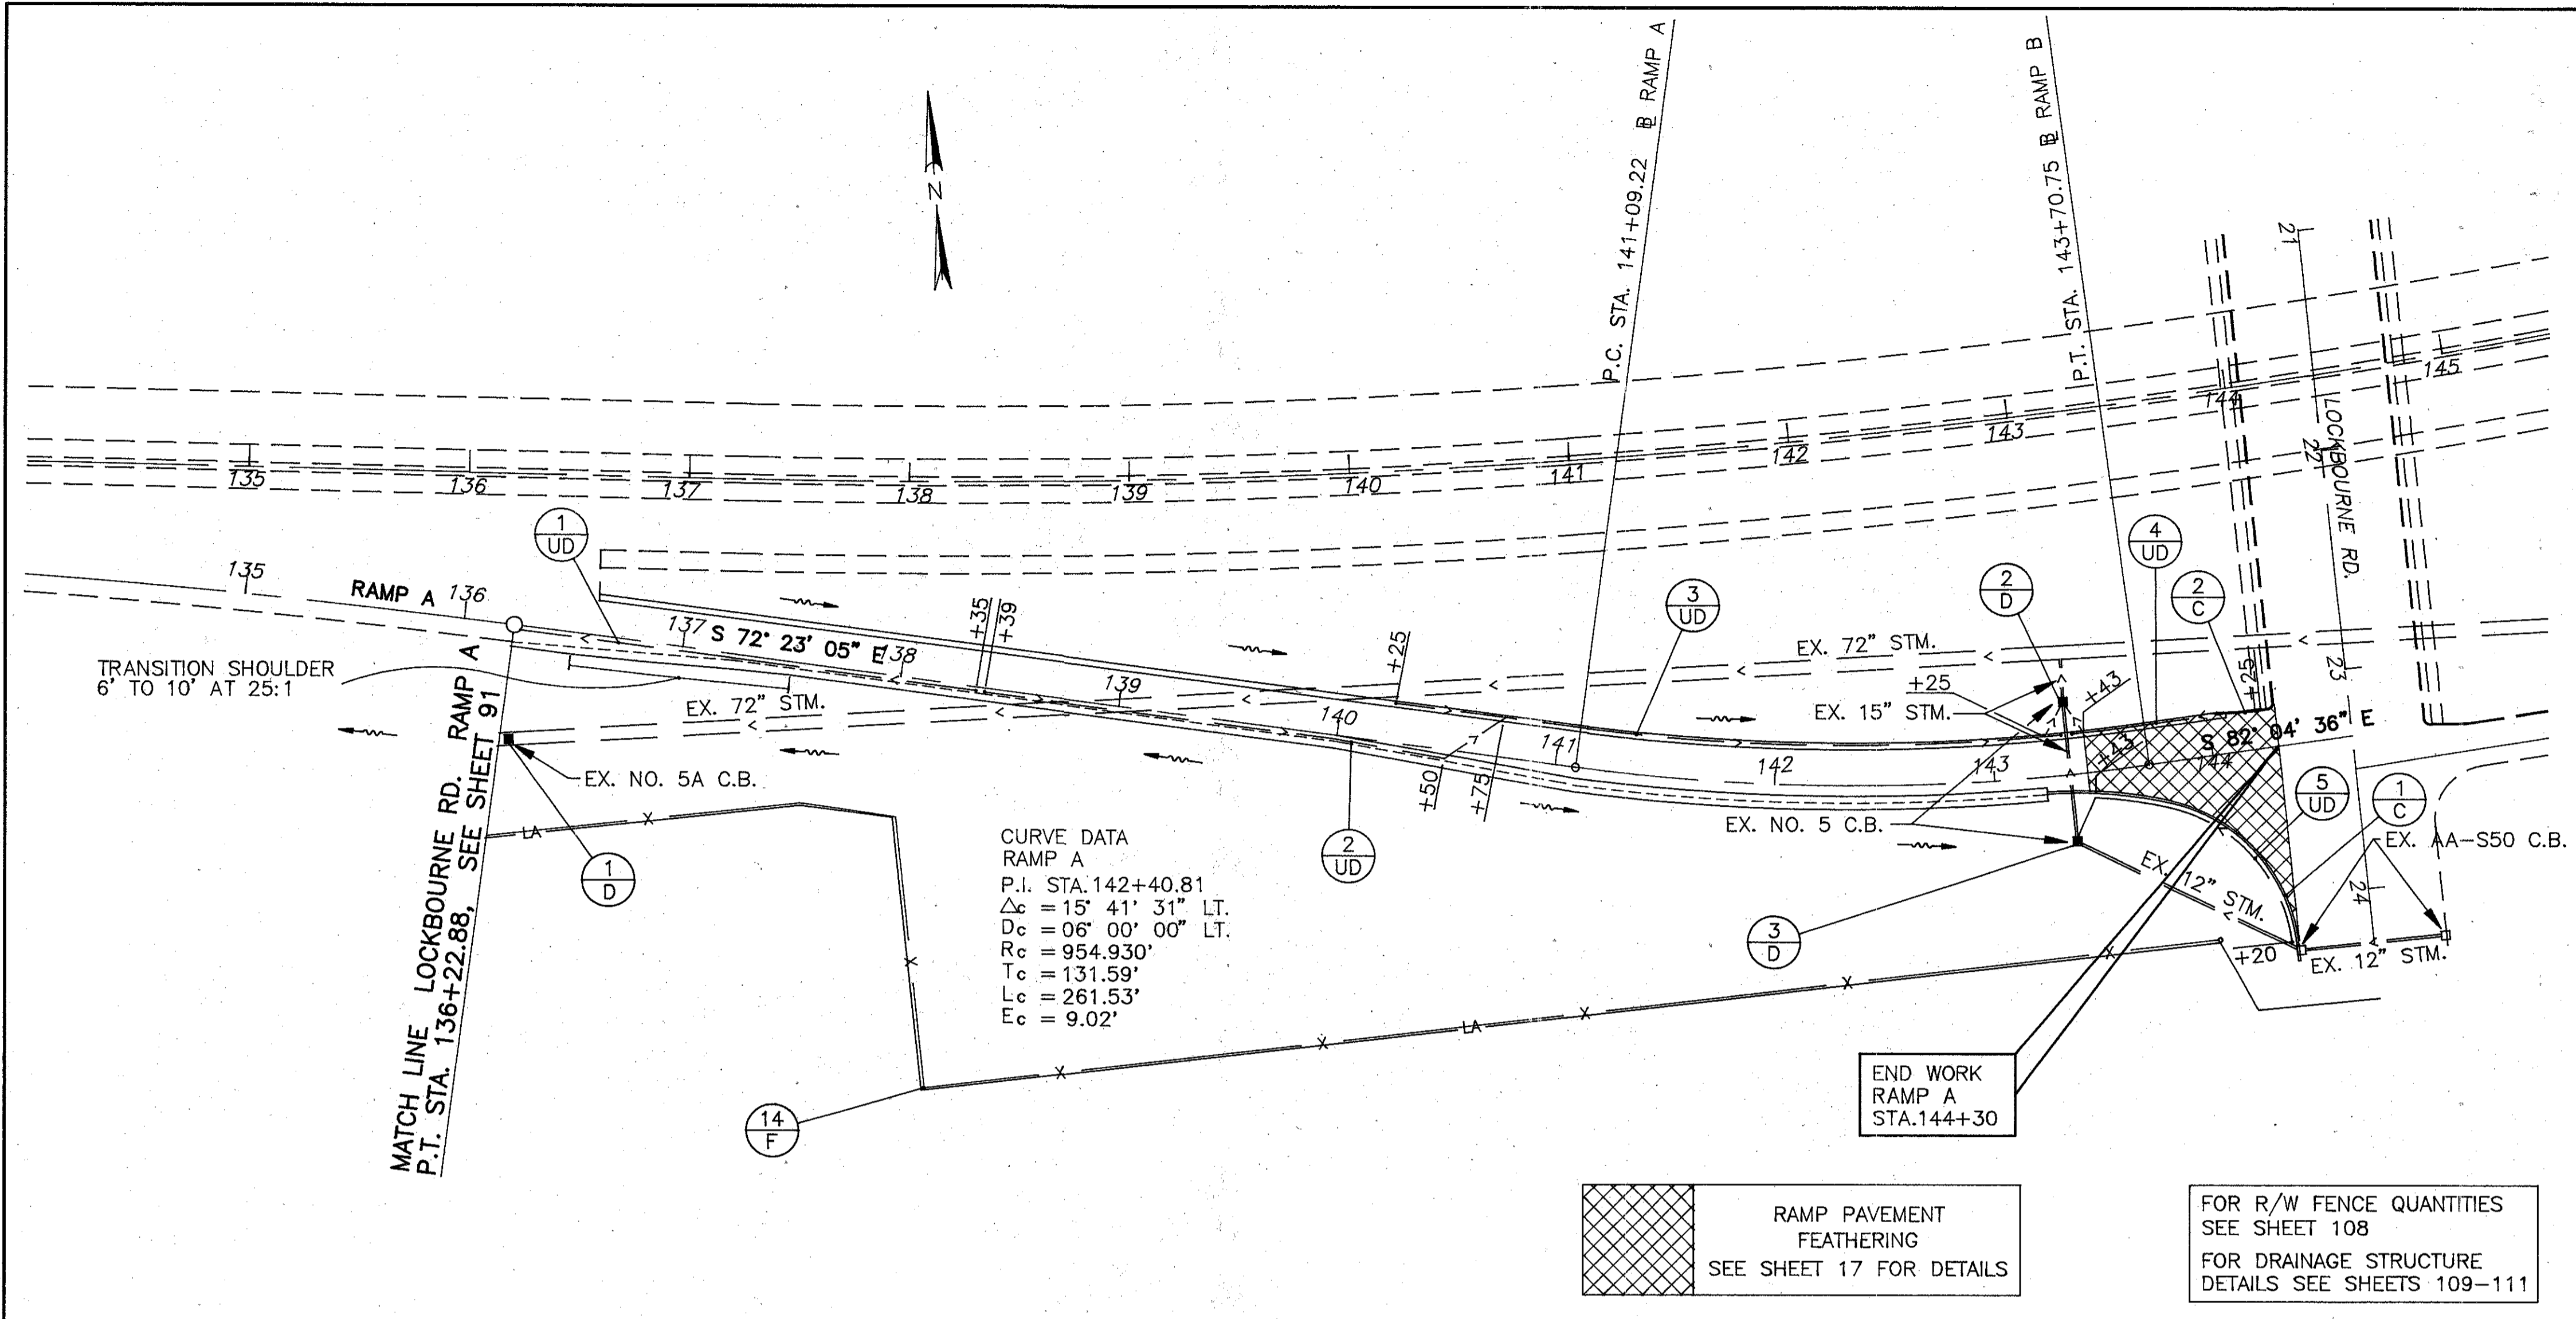 P.C. STA. 141+09.22 ℄ RAMP A
P.T. STA. 143+70.75 ℄ RAMP B
N
21
145
144
143
142
141
140
139
138
137
136
135
LOCKBOURNE RD.
22
23
24
1
UD
135
RAMP A
136
137
S 72° 23' 05" E
138
+35
+39
139
+25
140
141
142
143
144
3
UD
2
D
4
UD
2
C
EX. 72" STM.
+25
EX. 15" STM.
+43
+43
+25
S 82° 04' 36" E
TRANSITION SHOULDER
6' TO 10' AT 25:1
EX. 72" STM.
EX. NO. 5A C.B.
+50
+75
EX. NO. 5 C.B.
5
UD
1
C
EX. AA-S50 C.B.
EX. 12" STM.
EX. 12" STM.
+20
LA
X
X
X
X
LA
X
X
X
1
D
2
UD
3
D
14
F
MATCH LINE LOCKBOURNE RD. RAMP A
P.T. STA. 136+22.88, SEE SHEET 91
CURVE DATA
RAMP A
P.I. STA.142+40.81
△c = 15° 41' 31" LT.
Dc = 06° 00' 00" LT.
Rc = 954.930'
Tc = 131.59'
Lc = 261.53'
Ec = 9.02'
END WORK
RAMP A
STA.144+30
RAMP PAVEMENT
FEATHERING
SEE SHEET 17 FOR DETAILS
FOR R/W FENCE QUANTITIES
SEE SHEET 108
FOR DRAINAGE STRUCTURE
DETAILS SEE SHEETS 109-111